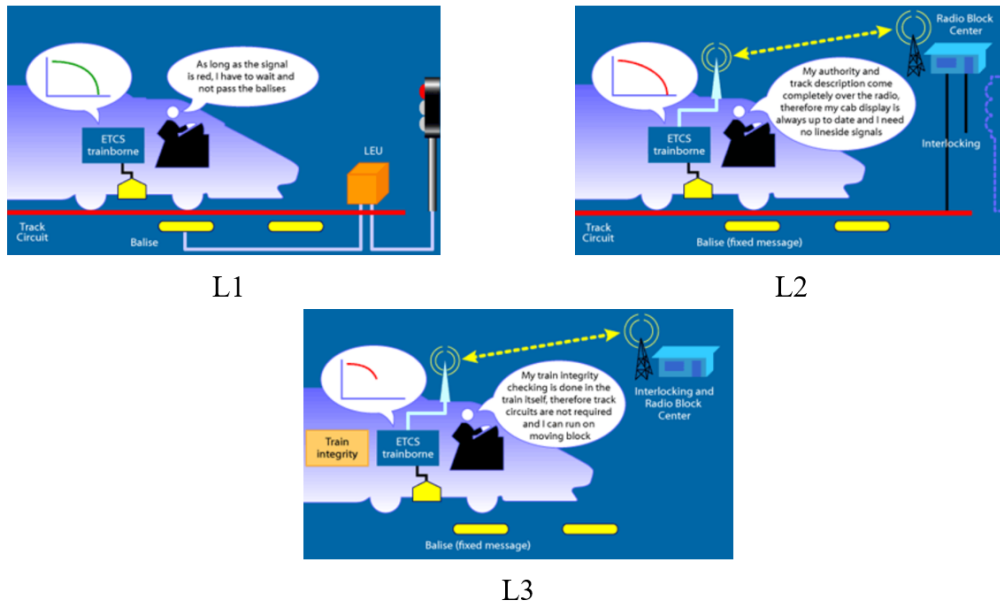 As long as the signal
is red, I have to wait and
not pass the balises
ETCS
trainborne
LEU
Track
Circuit
Balise
L1
Radio Block
Center
My authority and
track description come
completely over the radio,
therefore my cab display is
always up to date and I need
no lineside signals
ETCS
trainborne
Interlocking
Track
Circuit
Balise (fixed message)
L2
My train integrity
checking is done in the
train itself, therefore track
circuits are not required
and I can run on
moving block
Interlocking and
Radio Block
Center
Train
integrity
ETCS
trainborne
Balise (fixed message)
L3